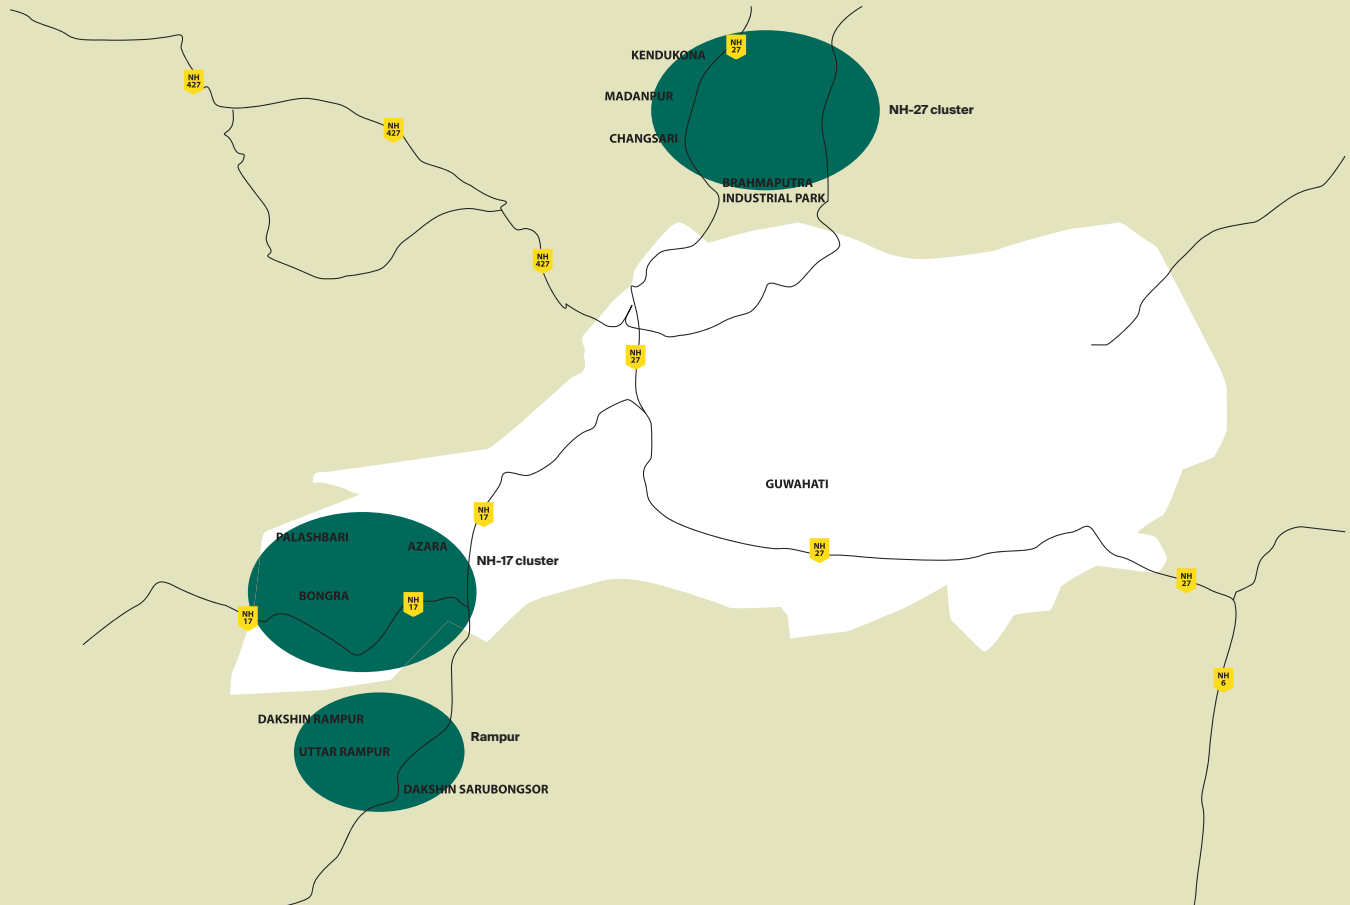 NH
27
KENDUKONA
NH
427
MADANPUR
NH-27 cluster
NH
427
CHANGSARI
BRAHMAPUTRA
INDUSTRIAL PARK
NH
427
NH
27
GUWAHATI
NH
17
PALASHBARI
AZARA
NH
27
NH-17 cluster
NH
27
BONGRA
NH
17
NH
17
NH
6
DAKSHIN RAMPUR
Rampur
UTTAR RAMPUR
DAKSHIN SARUBONGSOR